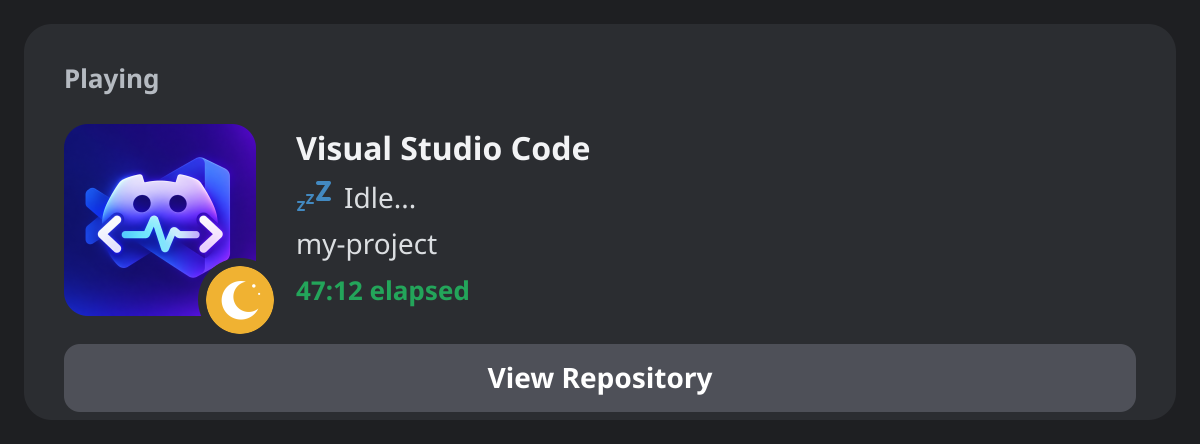 Playing
Visual Studio Code
💤 Idle...
my-project
47:12 elapsed
View Repository